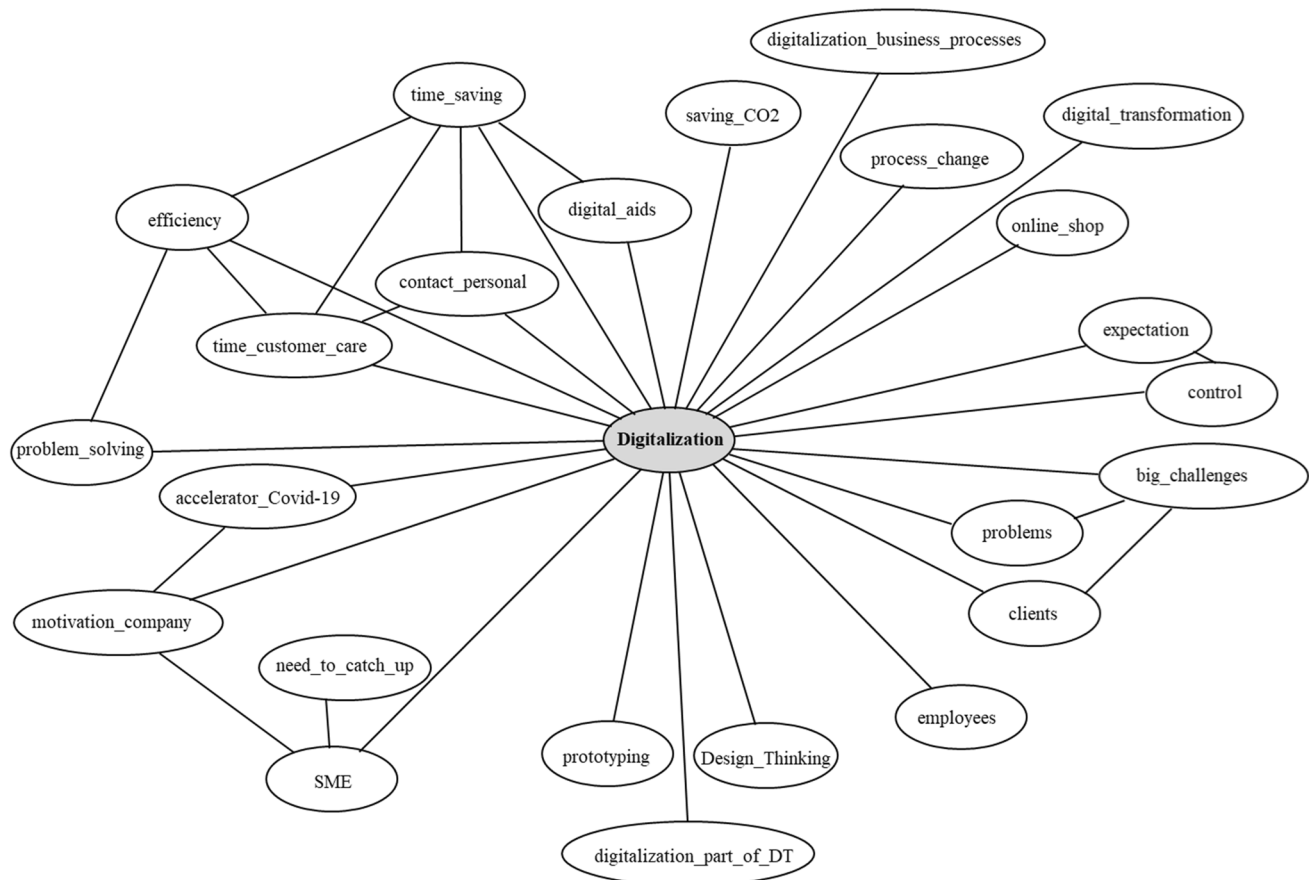 digitalization_business_processes
time_saving
saving_CO2
digital_transformation
process_change
efficiency
digital_aids
online_shop
contact_personal
time_customer_care
expectation
control
Digitalization
problem_solving
accelerator_Covid-19
big_challenges
problems
motivation_company
clients
need_to_catch_up
employees
prototyping
Design_Thinking
SME
digitalization_part_of_DT